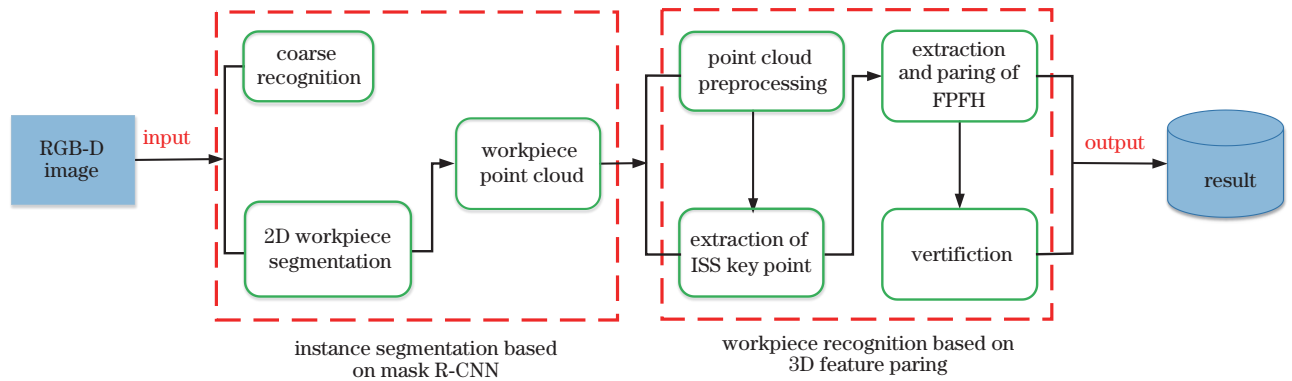 RGB-D
image
input
coarse
recognition
2D workpiece
segmentation
workpiece
point cloud
instance segmentation based
on mask R-CNN
point cloud
preprocessing
extraction of
ISS key point
extraction
and paring of
FPFH
vertifiction
workpiece recognition based on
3D feature paring
output
result